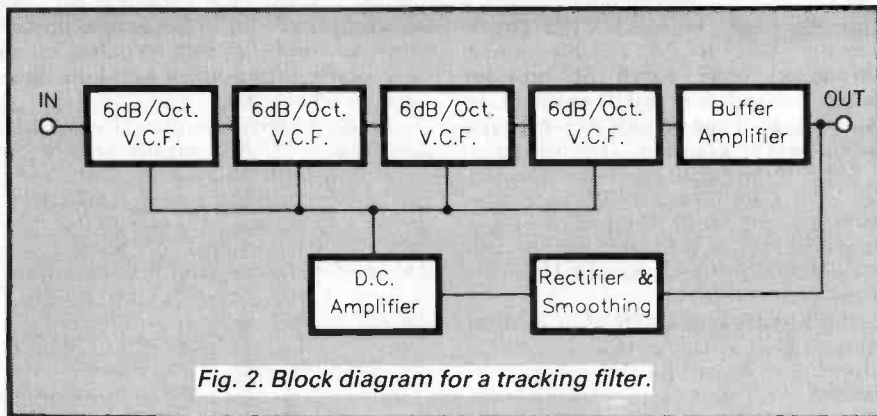 IN
6dB/Oct.
V.C.F.
6dB/Oct.
V.C.F.
6dB/Oct.
V.C.F.
6dB/Oct.
V.C.F.
Buffer
Amplifier
OUT
D.C.
Amplifier
Rectifier &
Smoothing
Fig. 2. Block diagram for a tracking filter.